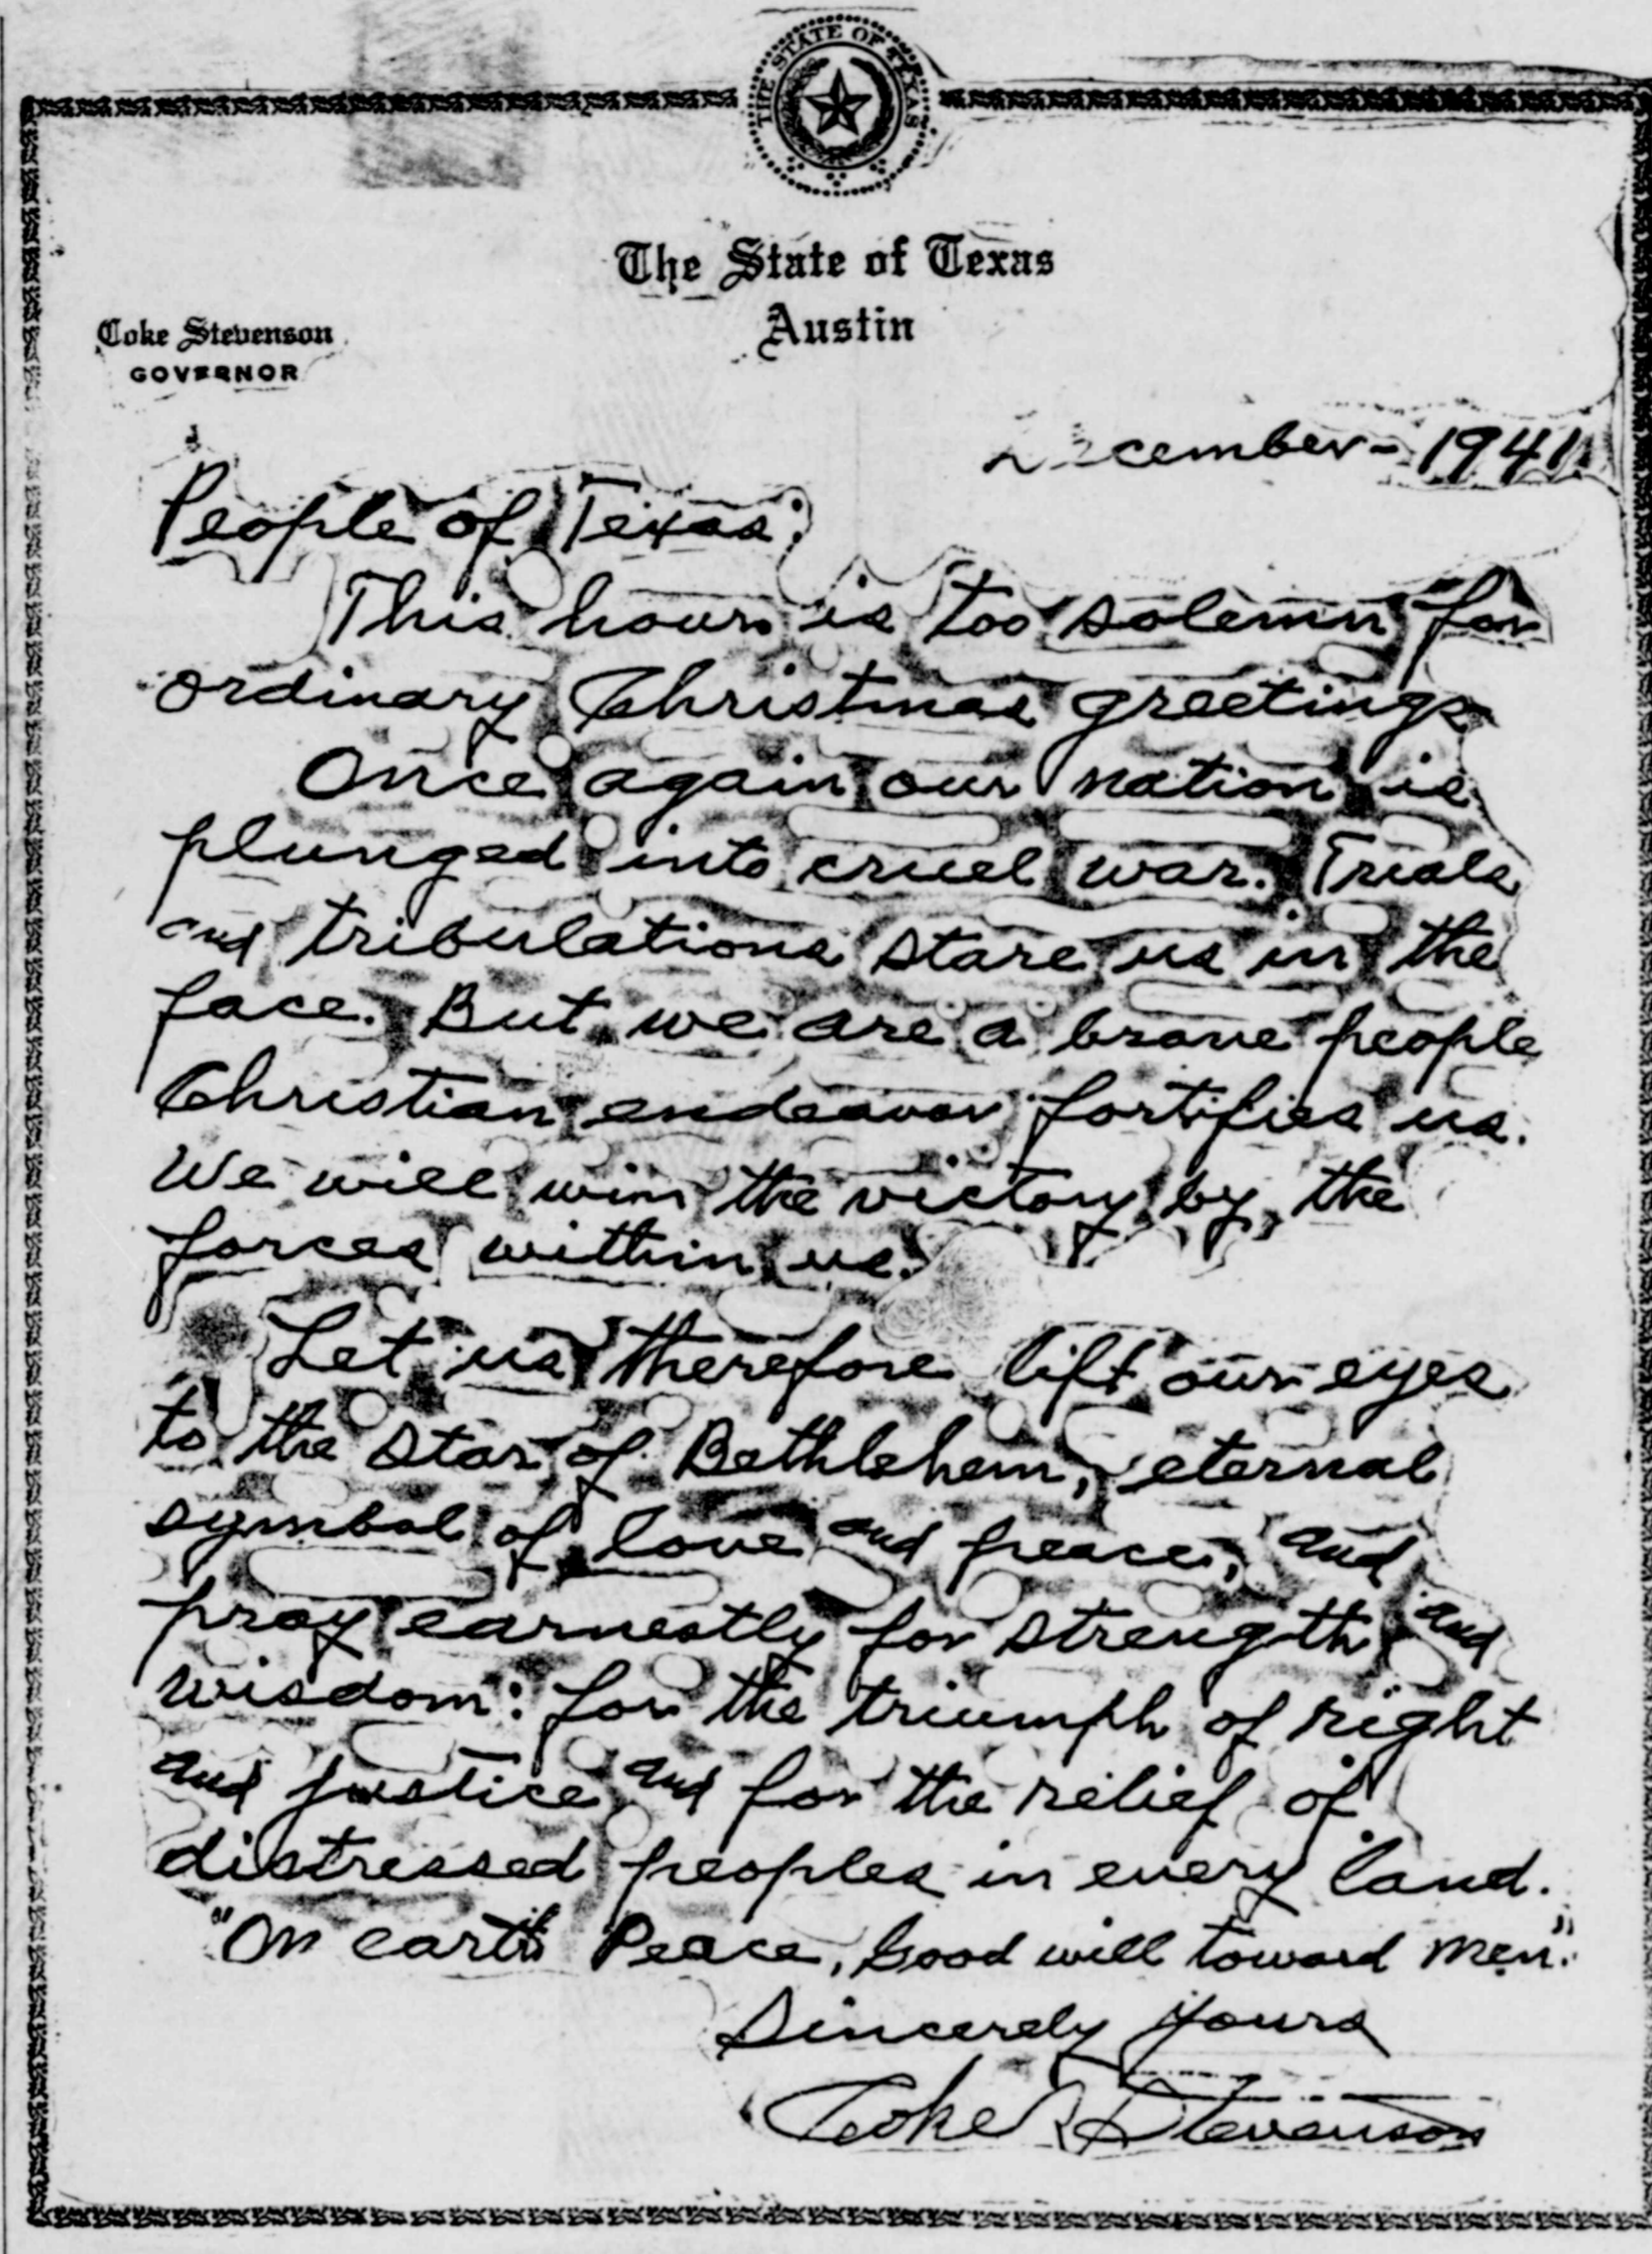 THE STATE OF TEXAS
The State of Texas
Austin
Coke Stevenson
GOVERNOR
December - 1941
People of Texas:
This hour is too solemn for
ordinary Christmas greetings
Once again our nation is
plunged into cruel war. Trials
and tribulations stare us in the
face. But we are a brave people
Christian endeavor fortifies us.
We will win the victory by the
forces within us.
Let us therefore lift our eyes
to the star of Bethlehem, eternal
symbol of love and peace, and
pray earnestly for strength and
wisdom: for the triumph of right
and justice and for the relief of
distressed peoples in every land.
"On earth Peace, Good will toward men".
Sincerely yours
Coke R Stevenson